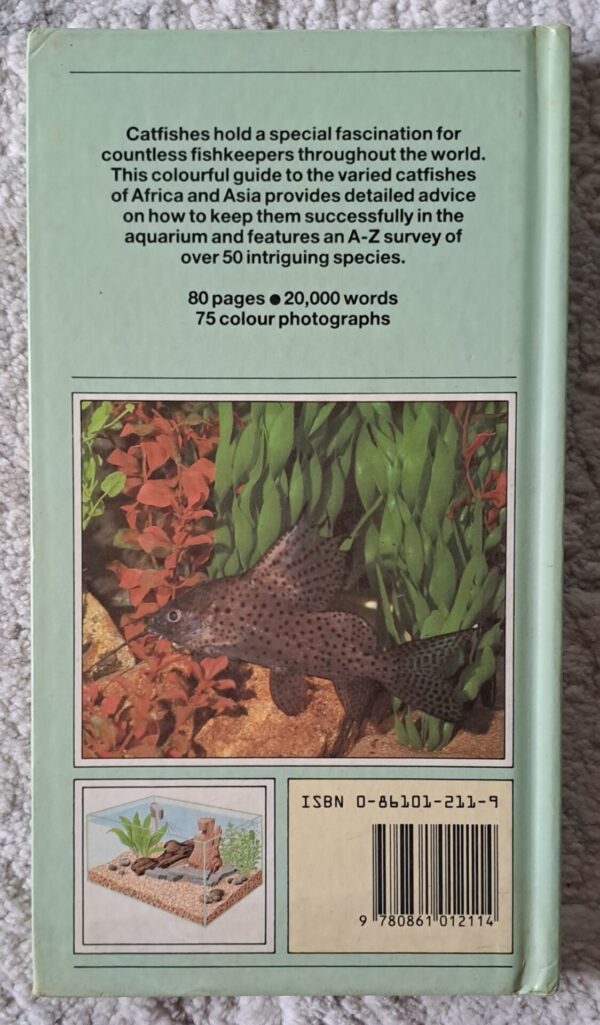 Catfishes hold a special fascination for
countless fishkeepers throughout the world.
This colourful guide to the varied catfishes
of Africa and Asia provides detailed advice
on how to keep them successfully in the
aquarium and features an A-Z survey of
over 50 intriguing species.
80 pages ● 20,000 words
75 colour photographs
ISBN 0-86101-211-9
9 780861 012114